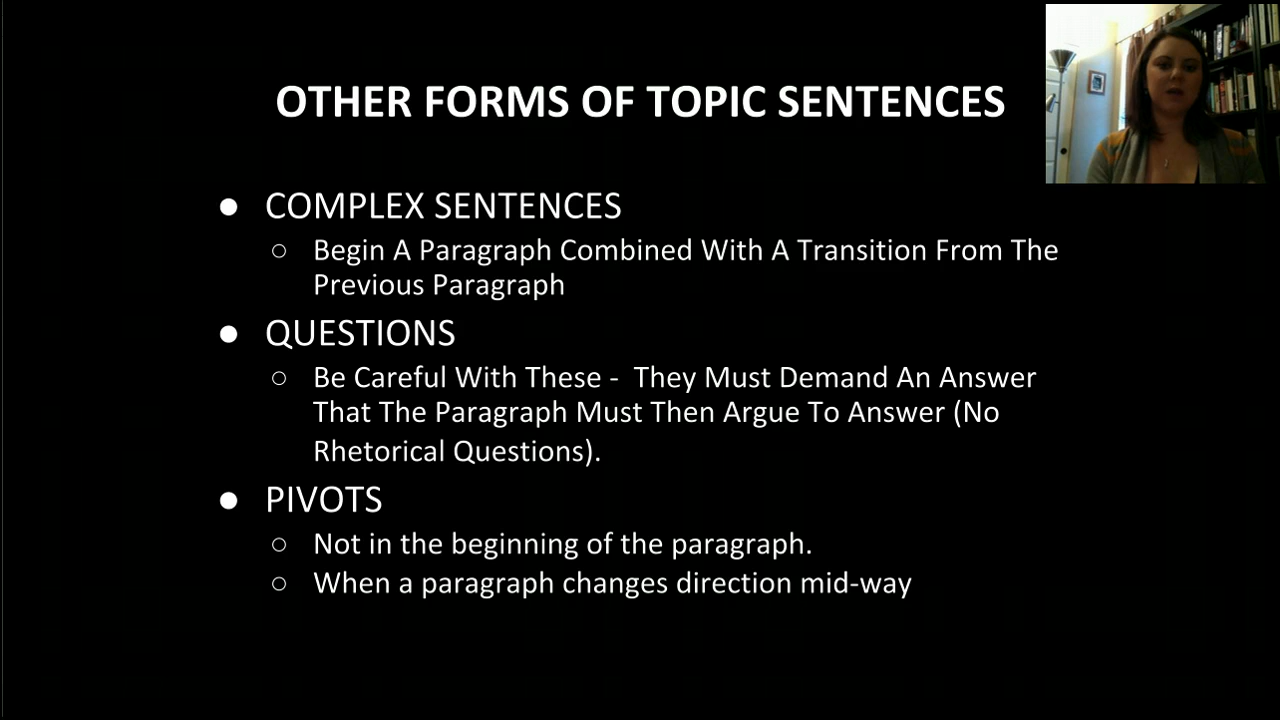 OTHER FORMS OF TOPIC SENTENCES
● COMPLEX SENTENCES
○ Begin A Paragraph Combined With A Transition From The
Previous Paragraph
● QUESTIONS
○ Be Careful With These -  They Must Demand An Answer
That The Paragraph Must Then Argue To Answer (No
Rhetorical Questions).
● PIVOTS
○ Not in the beginning of the paragraph.
○ When a paragraph changes direction mid-way